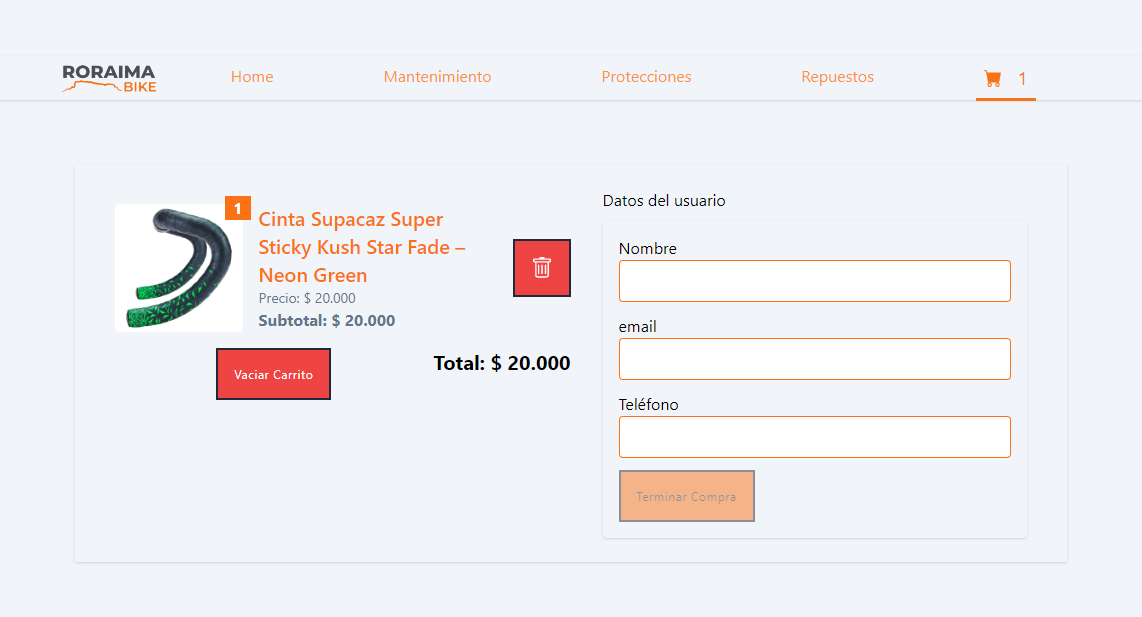 RORAIMA
BIKE
Home
Mantenimiento
Protecciones
Repuestos
1
1
Cinta Supacaz Super
Sticky Kush Star Fade –
Neon Green
Precio: $ 20.000
Subtotal: $ 20.000
Vaciar Carrito
Total: $ 20.000
Datos del usuario
Nombre
email
Teléfono
Terminar Compra